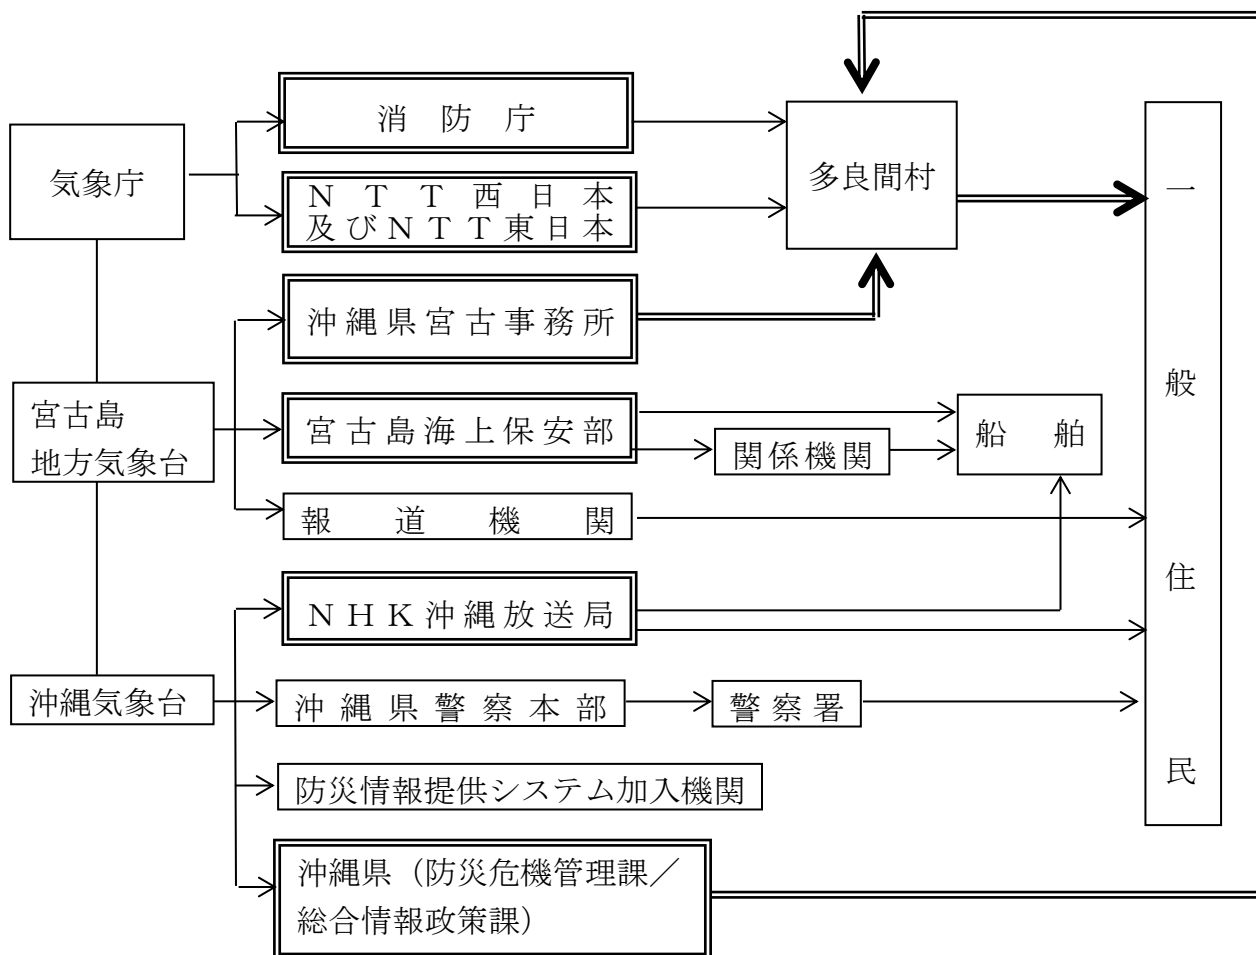 消防庁
気象庁
多良間村
NTT西日本
及びNTT東日本
沖縄県宮古事務所
宮古島
地方気象台
宮古島海上保安部
関係機関
船舶
報道機関
NHK沖縄放送局
沖縄気象台
沖縄県警察本部
警察署
防災情報提供システム加入機関
沖縄県(防災危機管理課/
総合情報政策課)
一般住民